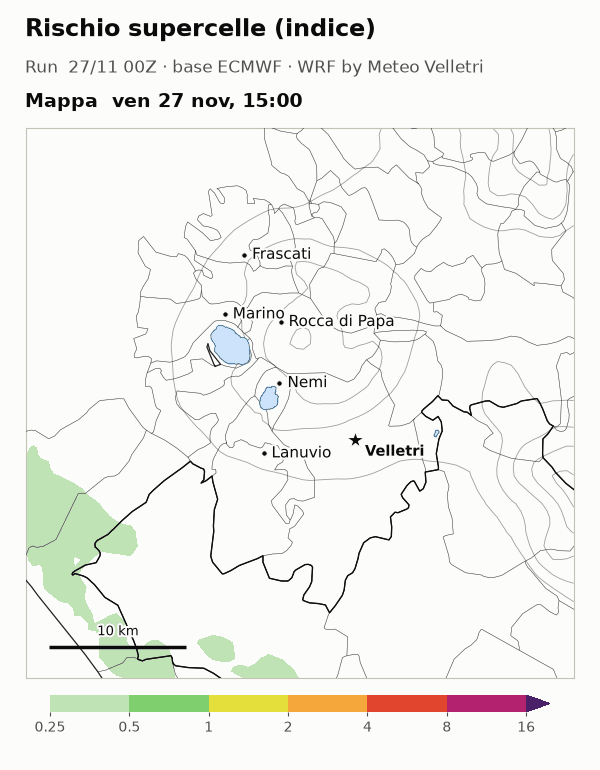 Rischio supercelle (indice)
Run  27/11 00Z · base ECMWF · WRF by Meteo Velletri
Mappa  ven 27 nov, 15:00
Frascati
Marino
Rocca di Papa
Nemi
Velletri
Lanuvio
10 km
0.25 0.5 1 2 4 8 16